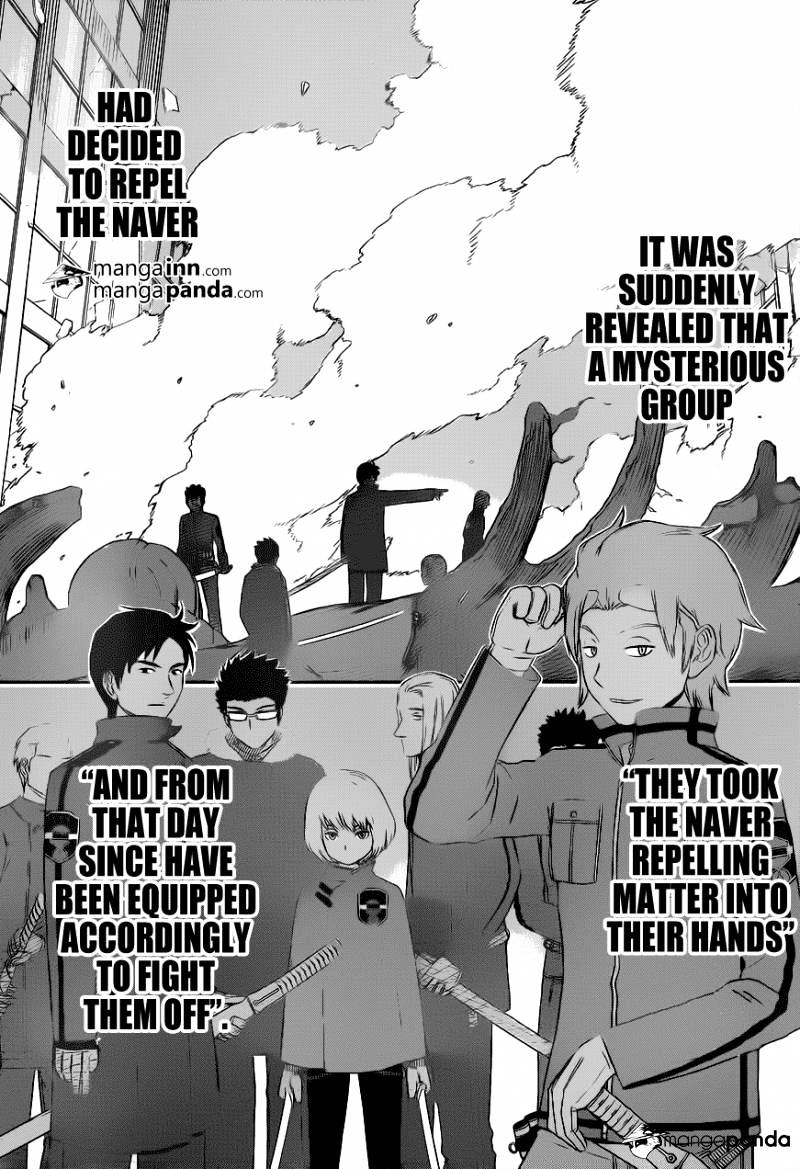 IT WAS
SUDDENLY
REVEALED THAT
A MYSTERIOUS
GROUP
HAD
DECIDED
TO REPEL
THE NAVER
mangainn.com
mangapanda.com
"THEY TOOK
THE NAVER
REPELLING
MATTER INTO
THEIR HANDS"
"AND FROM
THAT DAY
SINCE HAVE
BEEN EQUIPPED
ACCORDINGLY
TO FIGHT
THEM OFF".
mangapanda